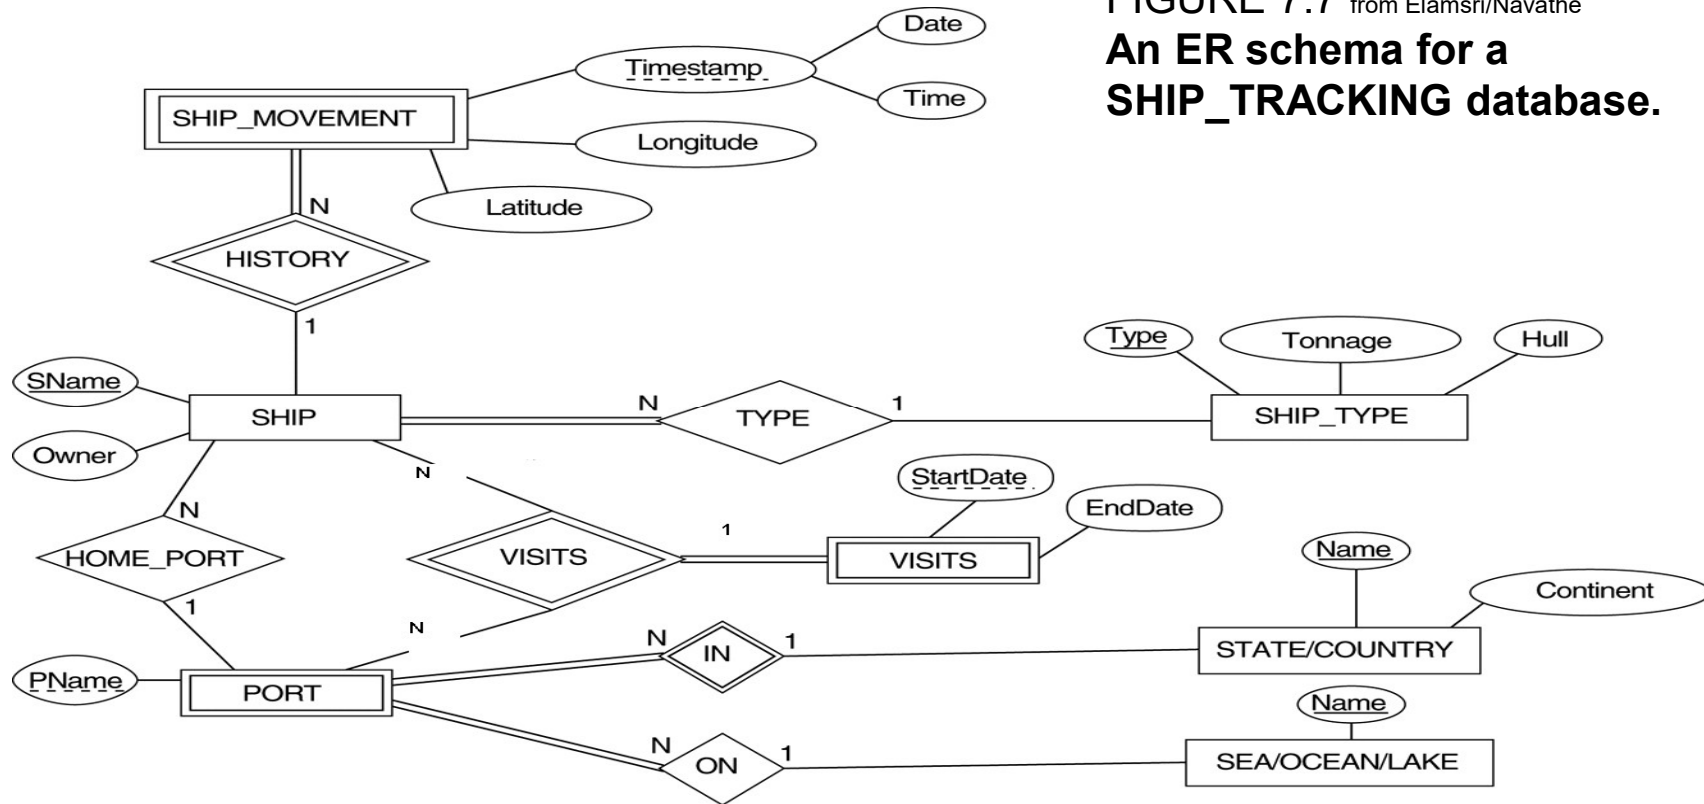 FIGURE 7.7 from Elamsri/Navathe
An ER schema for a
SHIP_TRACKING database.
Date
Timestamp
Time
SHIP_MOVEMENT
Longitude
Latitude
N
HISTORY
1
Type
Tonnage
Hull
SName
SHIP
N
TYPE
1
SHIP_TYPE
Owner
N
StartDate
EndDate
N
1
HOME_PORT
VISITS
VISITS
Name
Continent
1
N
N
IN
1
STATE/COUNTRY
PName
PORT
Name
N
ON
1
SEA/OCEAN/LAKE